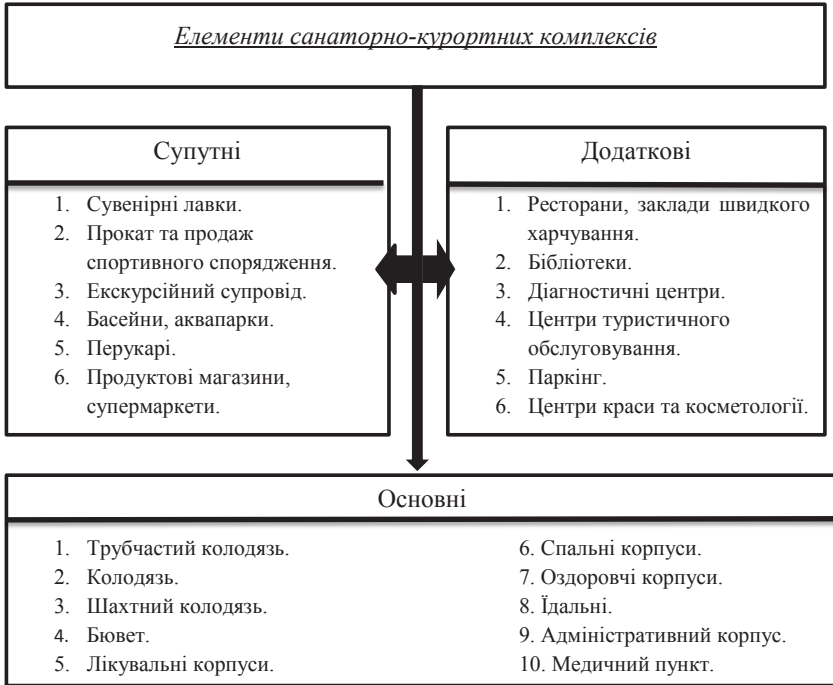 Елементи санаторно-курортних комплексів
Супутні
1. Сувенірні лавки.
2. Прокат та продаж
спортивного спорядження.
3. Екскурсійний супровід.
4. Басейни, аквапарки.
5. Перукарі.
6. Продуктові магазини,
супермаркети.
Додаткові
1. Ресторани, заклади швидкого
харчування.
2. Бібліотеки.
3. Діагностичні центри.
4. Центри туристичного
обслуговування.
5. Паркінг.
6. Центри краси та косметології.
Основні
1. Трубчастий колодязь.
2. Колодязь.
3. Шахтний колодязь.
4. Бювет.
5. Лікувальні корпуси.
6. Спальні корпуси.
7. Оздоровчі корпуси.
8. Їдальні.
9. Адміністративний корпус.
10. Медичний пункт.